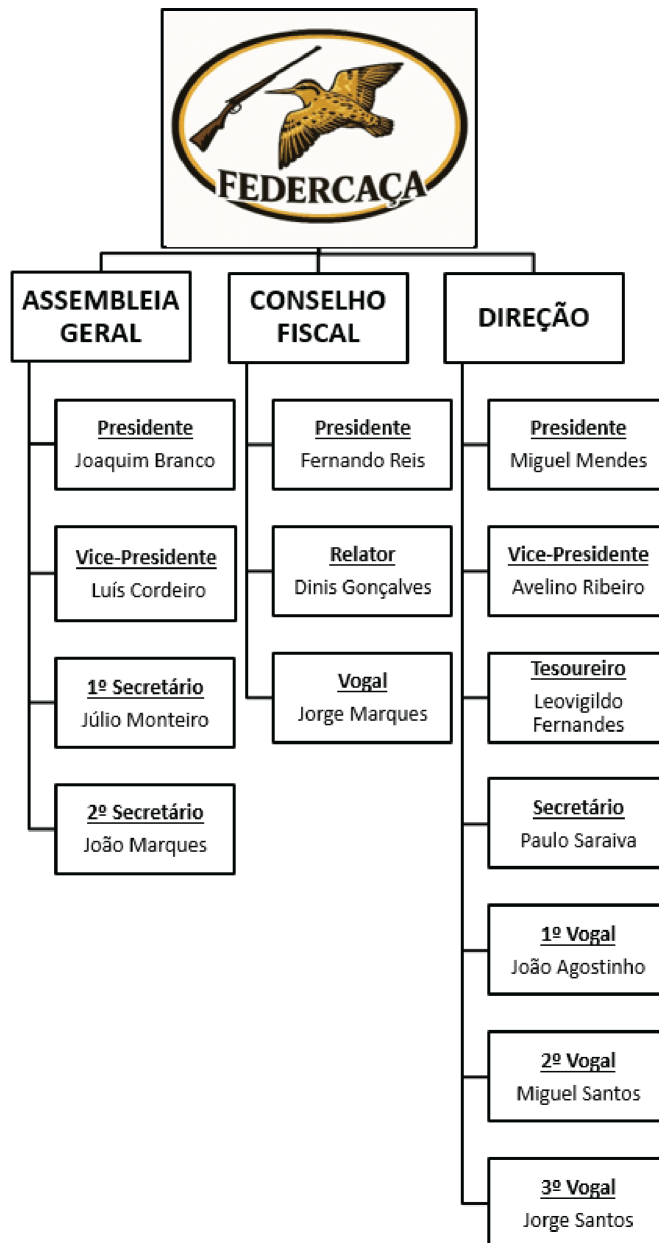 FEDERCAÇA
ASSEMBLEIA
GERAL
Presidente
Joaquim Branco
Vice-Presidente
Luís Cordeiro
1º Secretário
Júlio Monteiro
2º Secretário
João Marques
CONSELHO
FISCAL
Presidente
Fernando Reis
Relator
Dinis Gonçalves
Vogal
Jorge Marques
DIREÇÃO
Presidente
Miguel Mendes
Vice-Presidente
Avelino Ribeiro
Tesoureiro
Leovigildo
Fernandes
Secretário
Paulo Saraiva
1º Vogal
João Agostinho
2º Vogal
Miguel Santos
3º Vogal
Jorge Santos